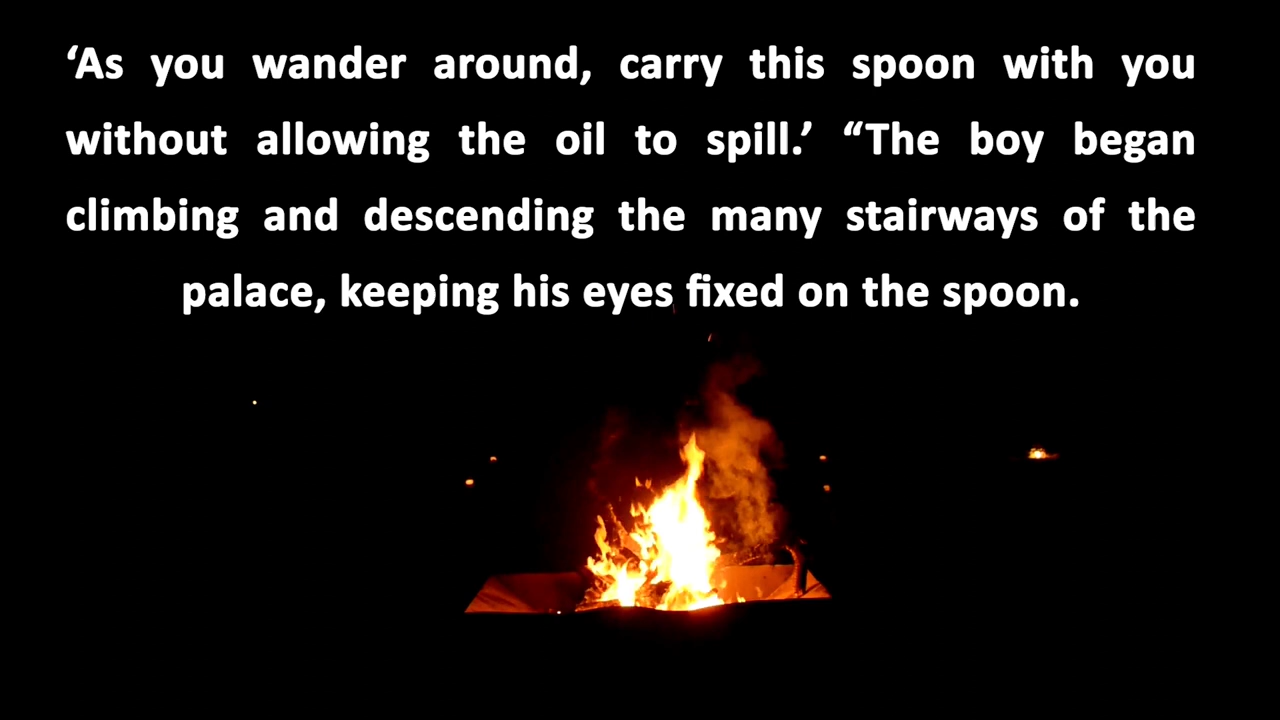 ‘As you wander around, carry this spoon with you
without allowing the oil to spill.’ “The boy began
climbing and descending the many stairways of the
palace, keeping his eyes fixed on the spoon.